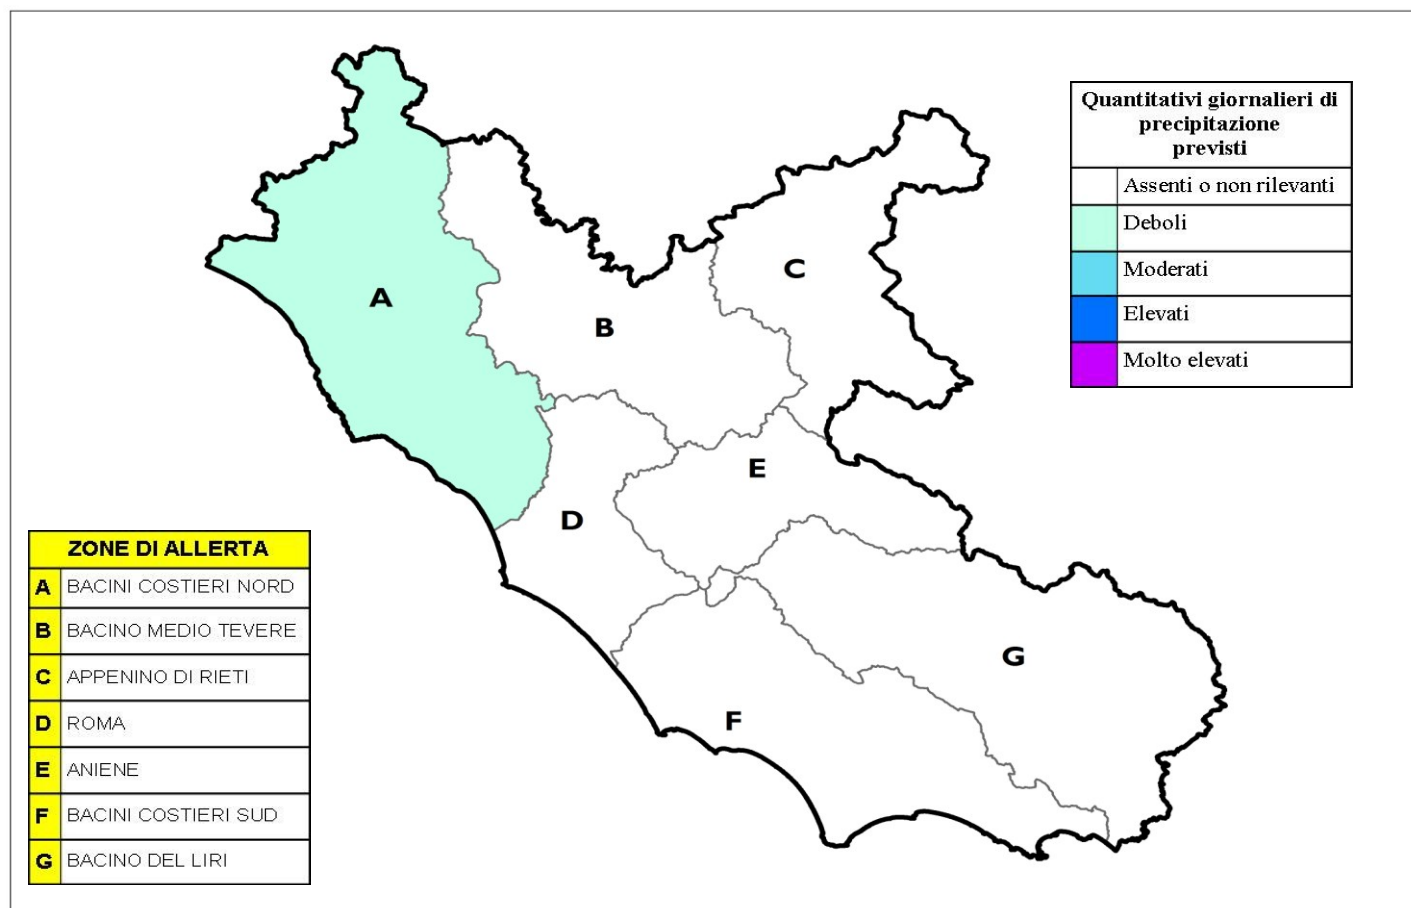 Quantitativi giornalieri di
precipitazione
previsti
Assenti o non rilevanti
Deboli
Moderati
Elevati
Molto elevati
A
B
C
D
E
F
G
ZONE DI ALLERTA
A BACINI COSTIERI NORD
B BACINO MEDIO TEVERE
C APPENINO DI RIETI
D ROMA
E ANIENE
F BACINI COSTIERI SUD
G BACINO DEL LIRI